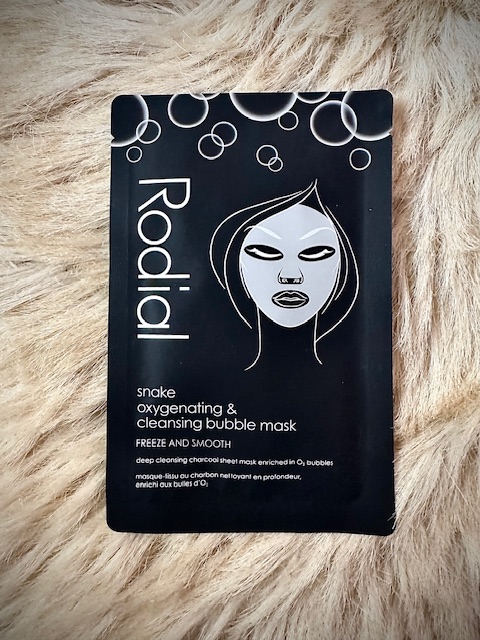 Rodial
snake
oxygenating &
cleansing bubble mask
FREEZE AND SMOOTH
deep cleansing charcoal sheet mask enriched in O₂ bubbles
masque-tissu au charbon nettoyant en profondeur,
enrichi aux bulles d'O₂